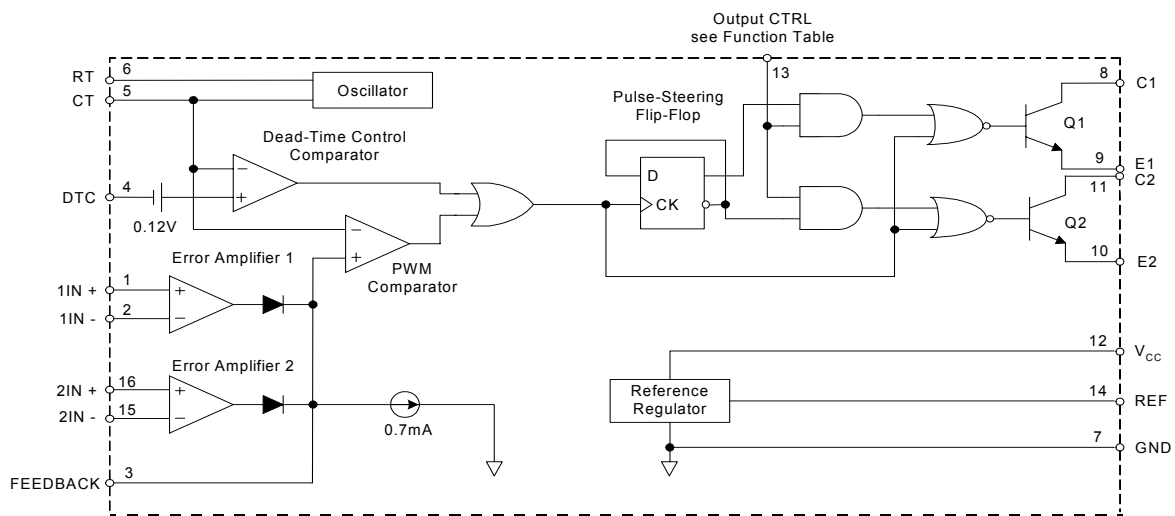 Output CTRL
see Function Table
RT
6
CT
5
Oscillator
13
8
C1
Pulse-Steering
Flip-Flop
Dead-Time Control
Comparator
Q1
-
+
DTC
4
0.12V
D
CK
9
E1
C2
11
Q2
-
+
PWM
Comparator
10
E2
Error Amplifier 1
1IN +
1
+
1IN -
2
-
12
VCC
Error Amplifier 2
2IN +
16
+
2IN -
15
-
0.7mA
Reference
Regulator
14
REF
7
GND
FEEDBACK
3